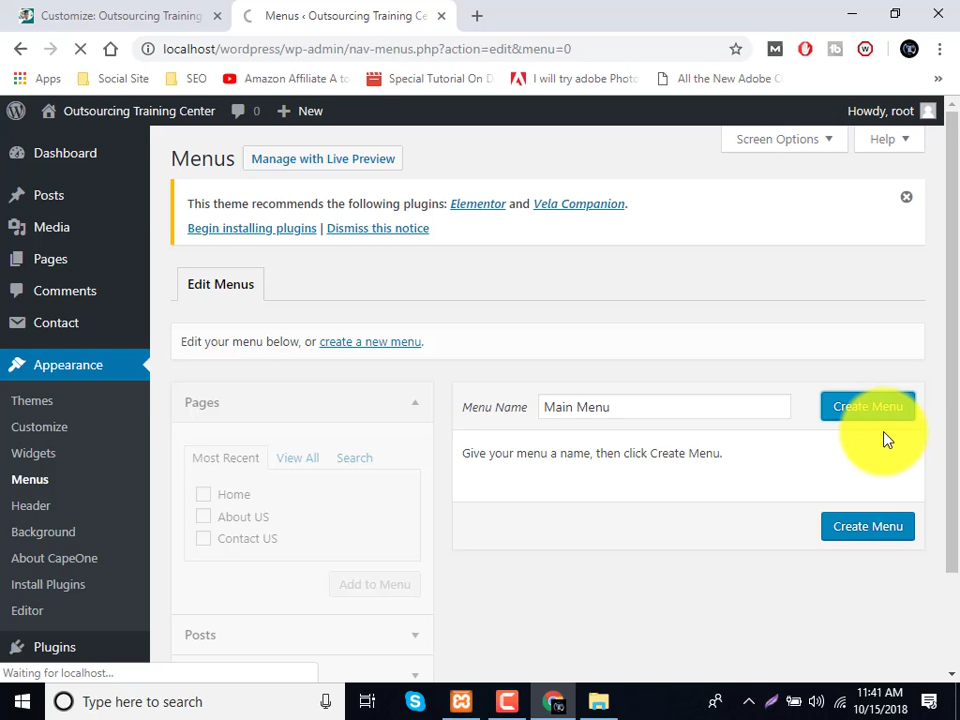 Customize: Outsourcing Training
Menus ‹ Outsourcing Training Ce
localhost/wordpress/wp-admin/nav-menus.php?action=edit&menu=0
Apps
Social Site
SEO
Amazon Affiliate A to
Special Tutorial On D
I will try adobe Photo
All the New Adobe C
»
Outsourcing Training Center
0
New
Howdy, root
Dashboard
Posts
Media
Pages
Comments
Contact
Appearance
Themes
Customize
Widgets
Menus
Header
Background
About CapeOne
Install Plugins
Editor
Plugins
Screen Options
Help
Menus
Manage with Live Preview
This theme recommends the following plugins: Elementor and Vela Companion.
Begin installing plugins | Dismiss this notice
Edit Menus
Edit your menu below, or create a new menu.
Pages
Most Recent
View All
Search
Home
About US
Contact US
Add to Menu
Posts
Menu Name
Main Menu
Create Menu
Give your menu a name, then click Create Menu.
Create Menu
Waiting for localhost...
Type here to search
11:41 AM
10/15/2018